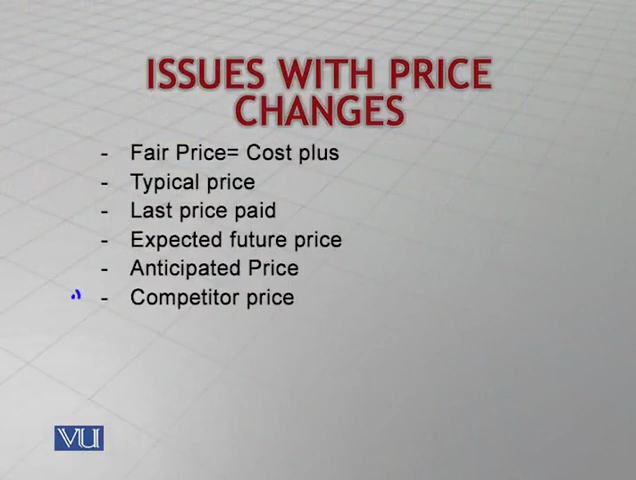 ISSUES WITH PRICE
CHANGES
- Fair Price= Cost plus
- Typical price
- Last price paid
- Expected future price
- Anticipated Price
- Competitor price
VU